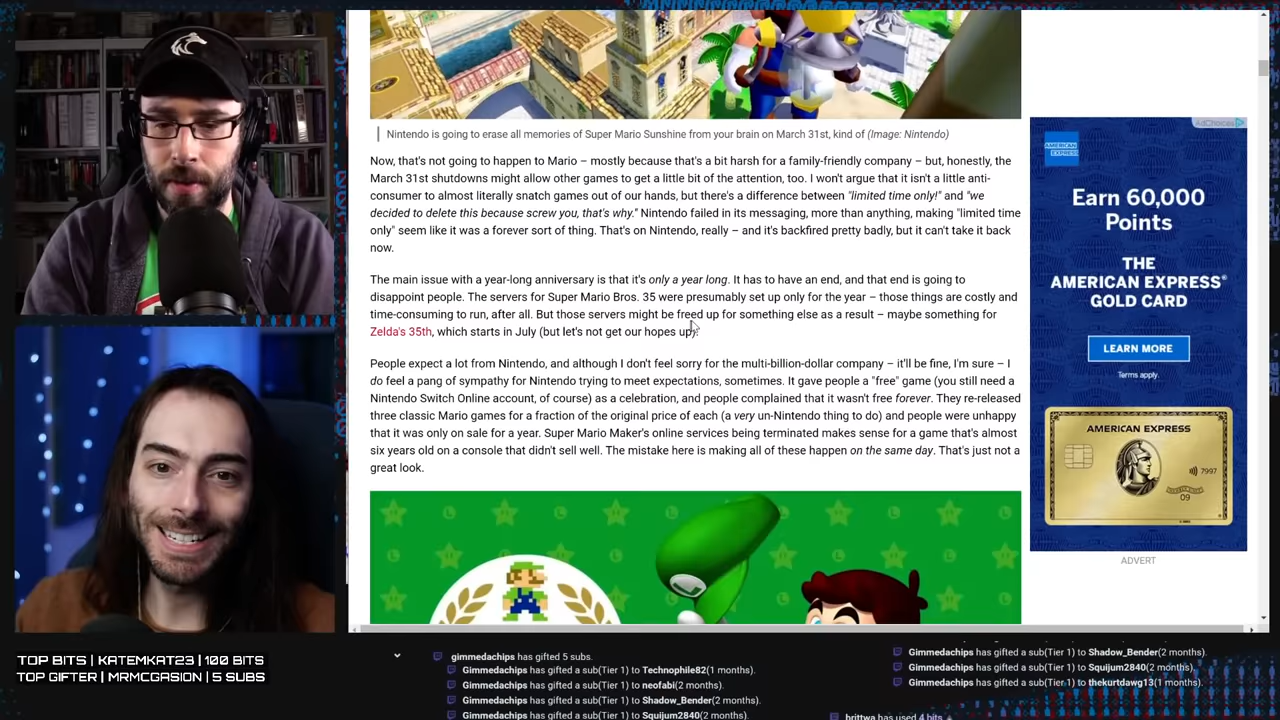 Nintendo is going to erase all memories of Super Mario Sunshine from your brain on March 31st, kind of (Image: Nintendo)
Now, that's not going to happen to Mario – mostly because that's a bit harsh for a family-friendly company – but, honestly, the
March 31st shutdowns might allow other games to get a little bit of the attention, too. I won't argue that it isn't a little anti-
consumer to almost literally snatch games out of our hands, but there's a difference between "limited time only!" and "we
decided to delete this because screw you, that's why." Nintendo failed in its messaging, more than anything, making "limited time
only" seem like it was a forever sort of thing. That's on Nintendo, really – and it's backfired pretty badly, but it can't take it back
now.
The main issue with a year-long anniversary is that it's only a year long. It has to have an end, and that end is going to
disappoint people. The servers for Super Mario Bros. 35 were presumably set up only for the year – those things are costly and
time-consuming to run, after all. But those servers might be freed up for something else as a result – maybe something for
Zelda's 35th, which starts in July (but let's not get our hopes up).
People expect a lot from Nintendo, and although I don't feel sorry for the multi-billion-dollar company – it'll be fine, I'm sure – I
do feel a pang of sympathy for Nintendo trying to meet expectations, sometimes. It gave people a "free" game (you still need a
Nintendo Switch Online account, of course) as a celebration, and people complained that it wasn't free forever. They re-released
three classic Mario games for a fraction of the original price of each (a very un-Nintendo thing to do) and people were unhappy
that it was only on sale for a year. Super Mario Maker's online services being terminated makes sense for a game that's almost
six years old on a console that didn't sell well. The mistake here is making all of these happen on the same day. That's just not a
great look.
AdChoices
AMERICAN
EXPRESS
Earn 60,000
Points
THE
AMERICAN EXPRESS®
GOLD CARD
LEARN MORE
Terms apply.
AMERICAN EXPRESS
7997
09
ADVERT
TOP BITS | KATEMKAT23 | 100 BITS
TOP GIFTER | MRMCGASION | 5 SUBS
gimmedachips has gifted 5 subs.
Gimmedachips has gifted a sub(Tier 1) to Technophile82(1 months).
Gimmedachips has gifted a sub(Tier 1) to neofabi(2 months).
Gimmedachips has gifted a sub(Tier 1) to Shadow_Bender(2 months).
Gimmedachips has gifted a sub(Tier 1) to Squijum2840(2 months).
Gimmedachips has gifted a sub(Tier 1) to Shadow_Bender(2 months).
Gimmedachips has gifted a sub(Tier 1) to Squijum2840(2 months).
Gimmedachips has gifted a sub(Tier 1) to thekurtdawg13(1 months).
brittwa has used 4 bits